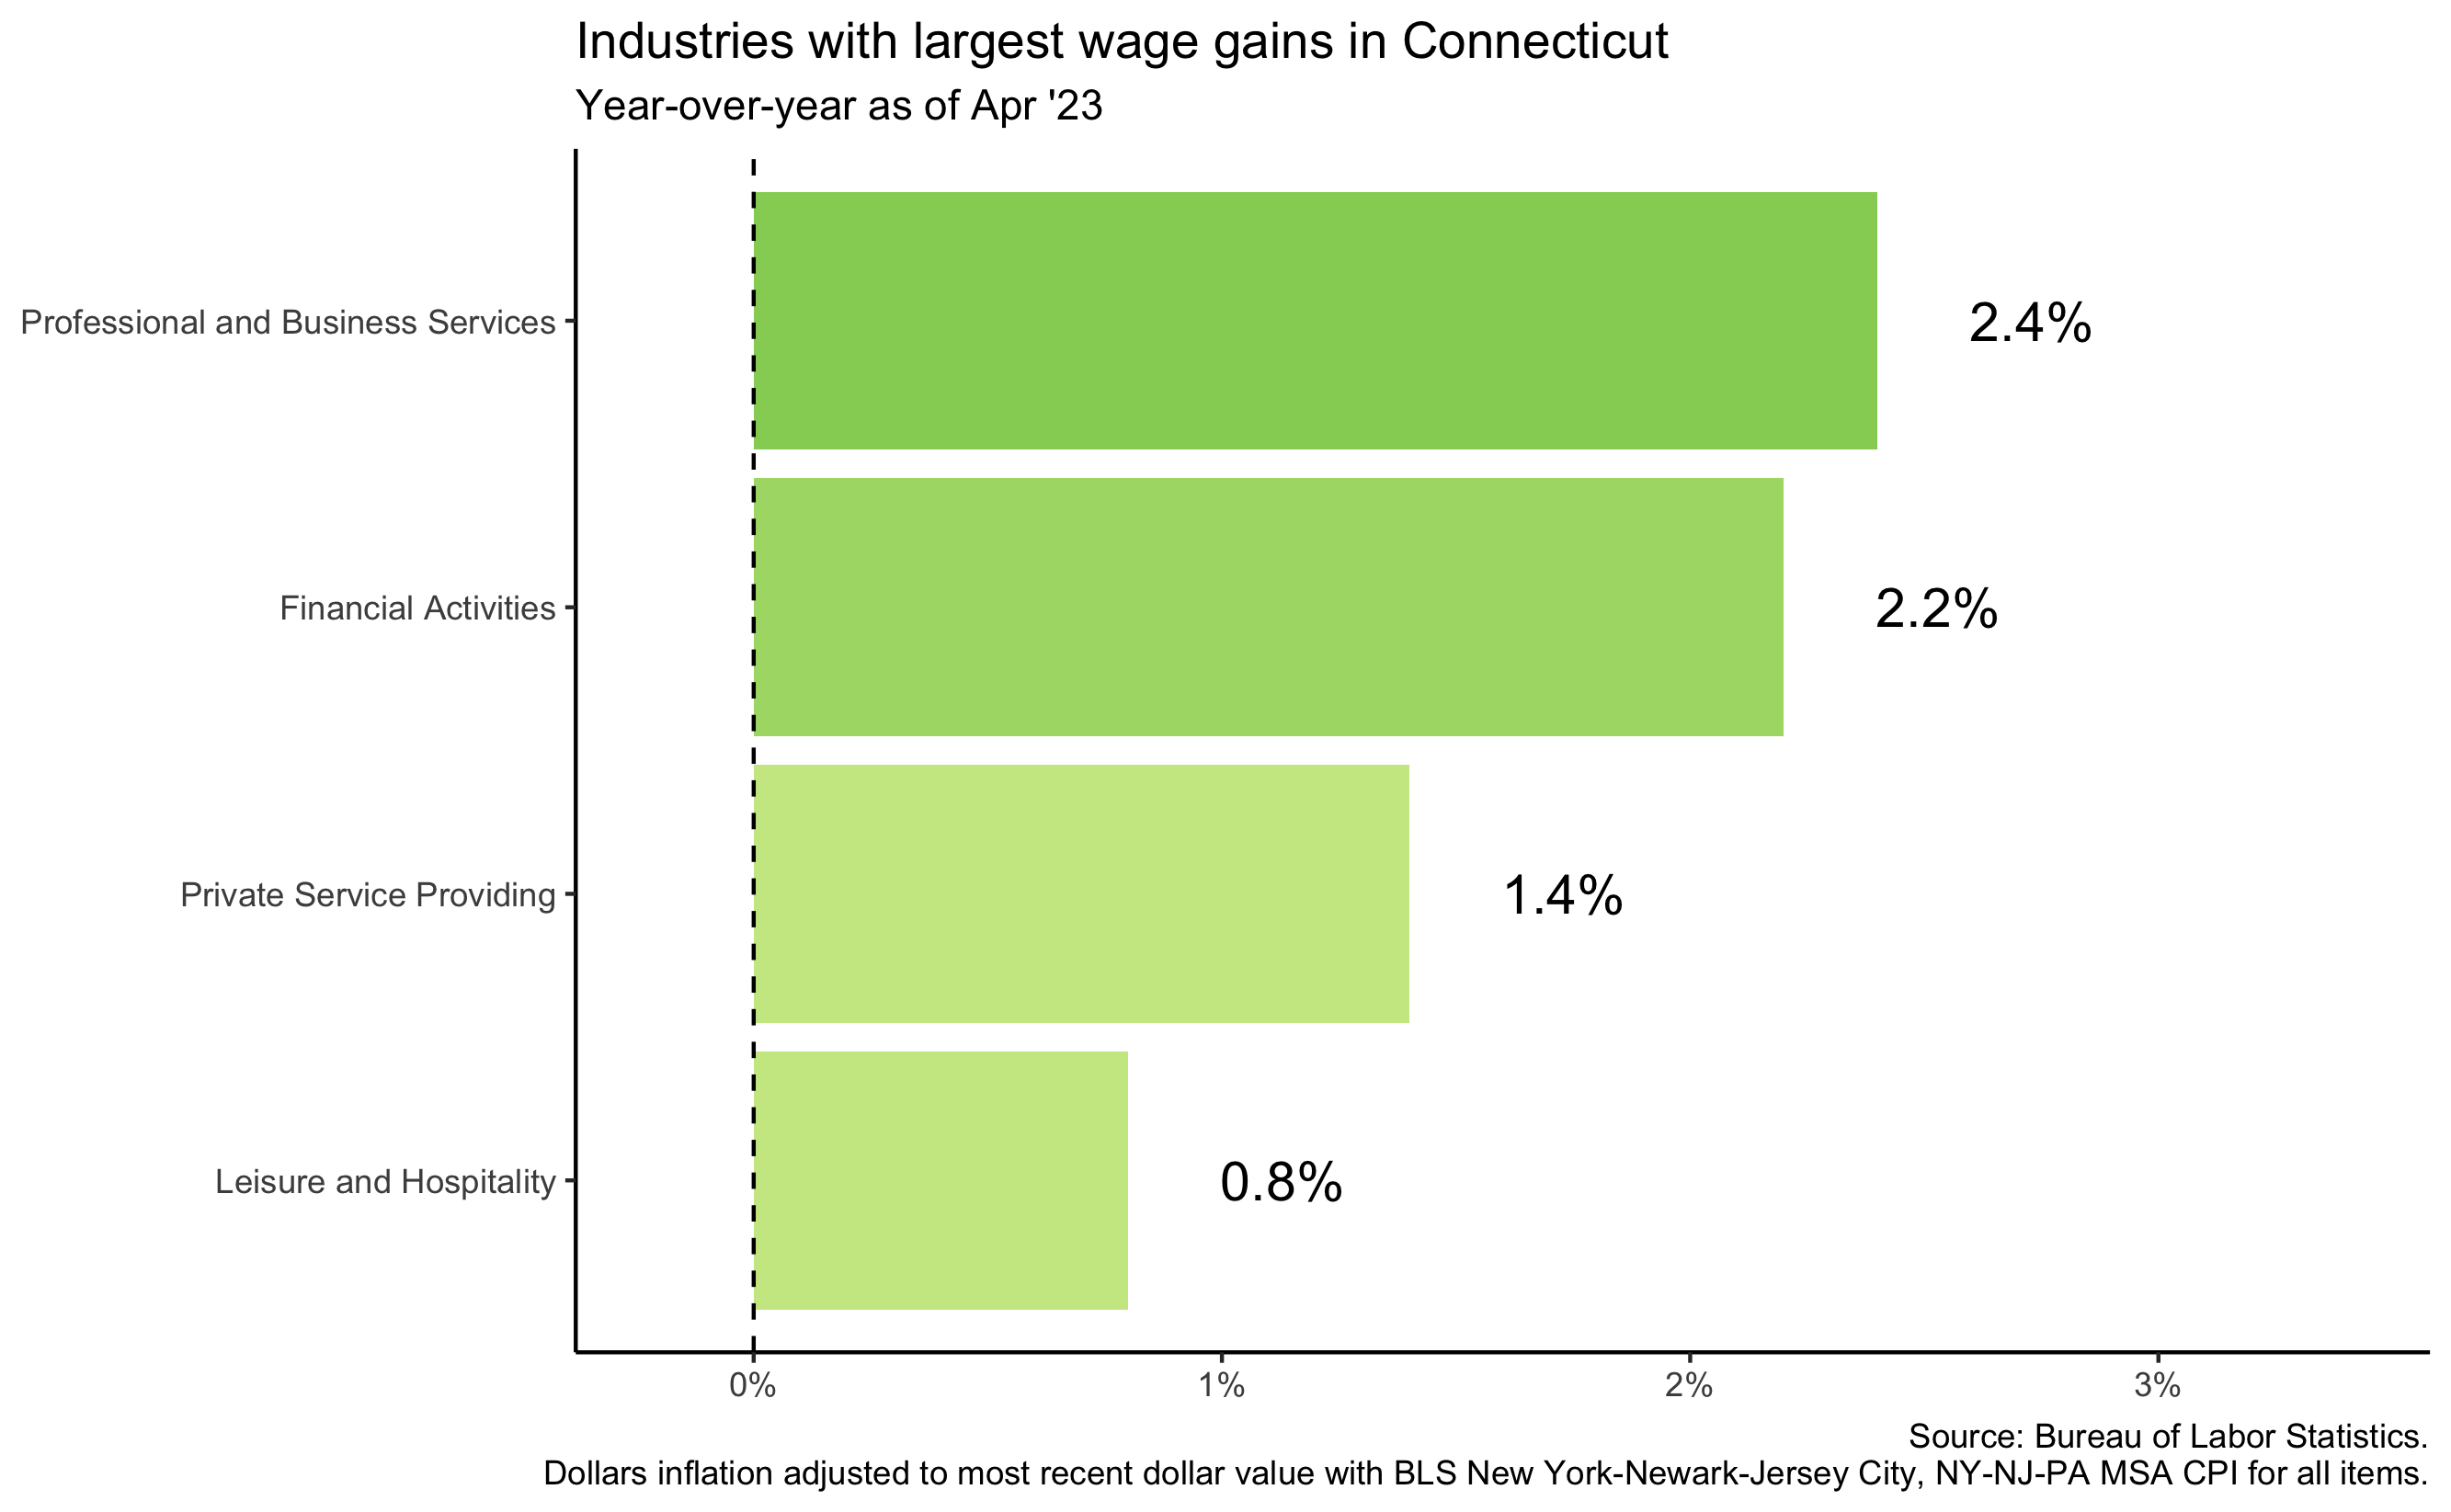 Industries with largest wage gains in Connecticut
Year-over-year as of Apr '23
Professional and Business Services
2.4%
Financial Activities
2.2%
Private Service Providing
1.4%
Leisure and Hospitality
0.8%
0%
1%
2%
3%
Source: Bureau of Labor Statistics.
Dollars inflation adjusted to most recent dollar value with BLS New York-Newark-Jersey City, NY-NJ-PA MSA CPI for all items.